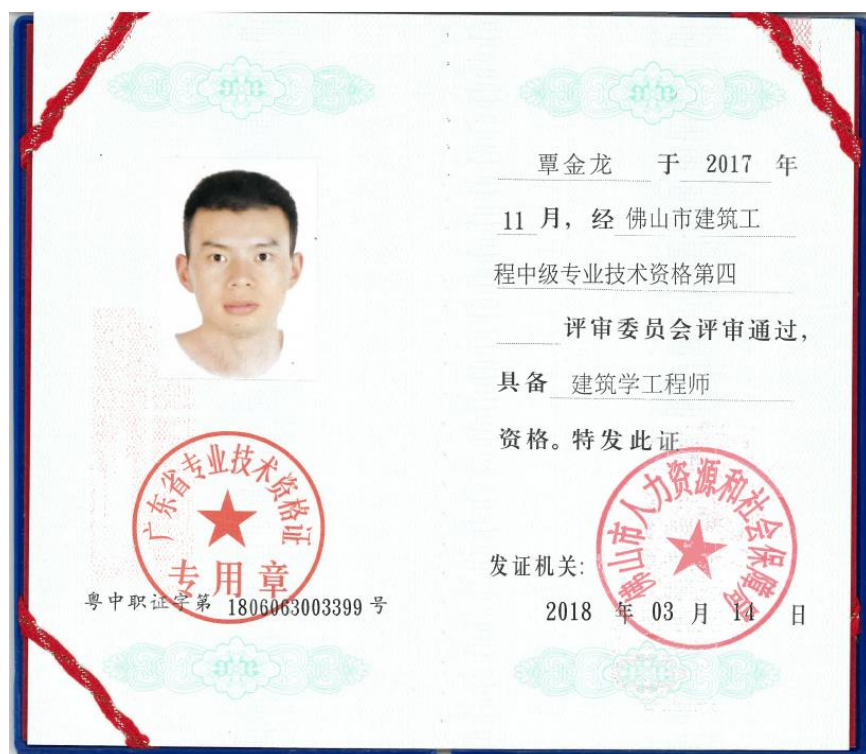 广东省专业技术资格证
专用章
粤中职证字第 1806063003399 号
覃金龙 于 2017 年
11 月，经 佛山市建筑工
程中级专业技术资格第四
评审委员会评审通过，
具备 建筑学工程师
资格。特发此证
佛山市人力资源和社会保障局
发证机关:
2018 年 03 月 14 日